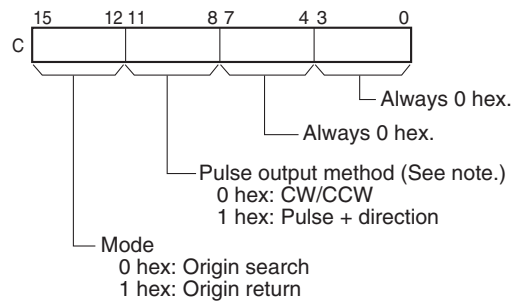 15 12 11 8 7 4 3 0
C
Always 0 hex.
Always 0 hex.
Pulse output method (See note.)
0 hex: CW/CCW
1 hex: Pulse + direction
Mode
0 hex: Origin search
1 hex: Origin return